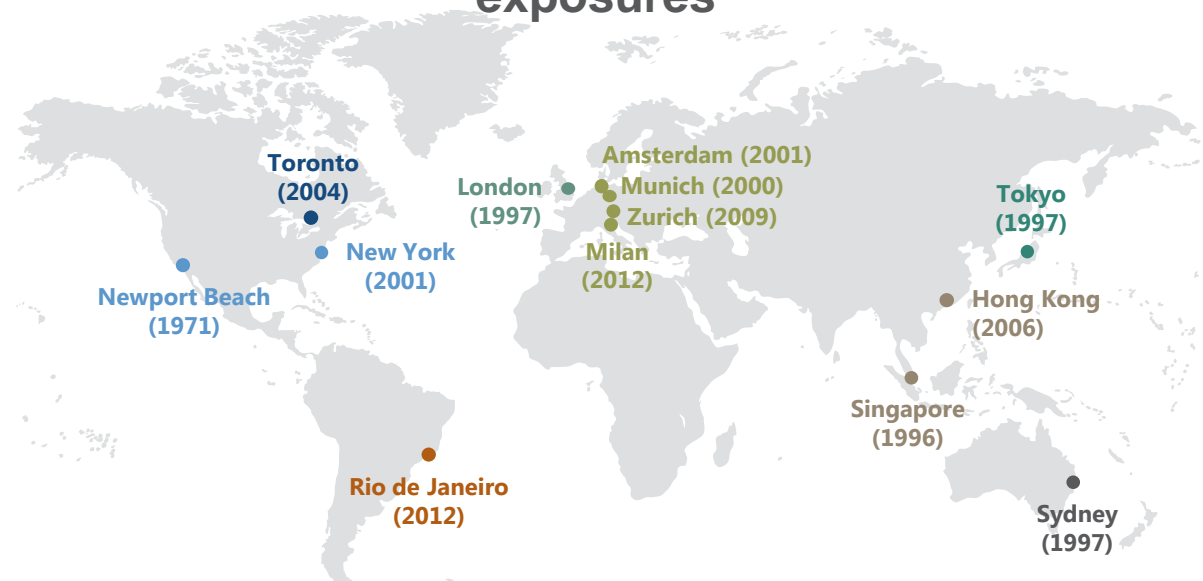 exposures
Toronto
(2004)
London
(1997)
Amsterdam (2001)
Munich (2000)
Zurich (2009)
Milan
(2012)
Tokyo
(1997)
New York
(2001)
Newport Beach
(1971)
Hong Kong
(2006)
Singapore
(1996)
Rio de Janeiro
(2012)
Sydney
(1997)